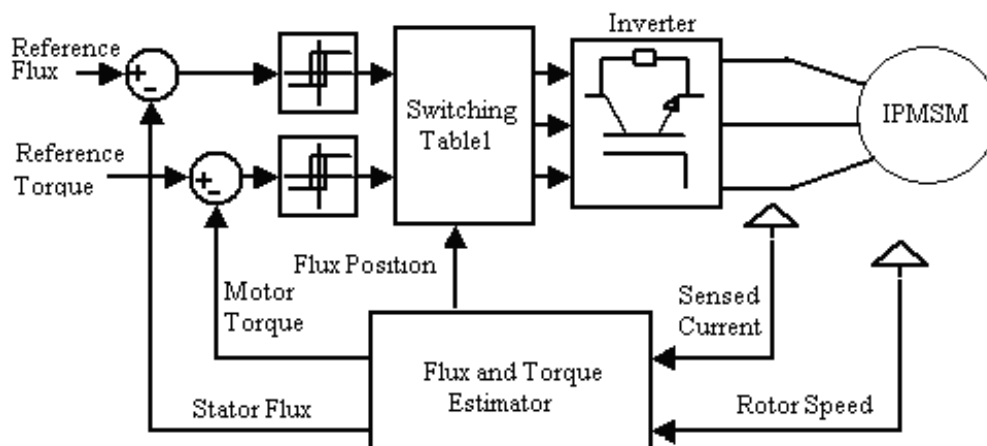 Inverter
Reference
Flux
+
-
Switching
Table1
IPMSM
Reference
Torque
+
-
Flux Position
Motor
Torque
Sensed
Current
Flux and Torque
Estimator
Stator Flux
Rotor Speed